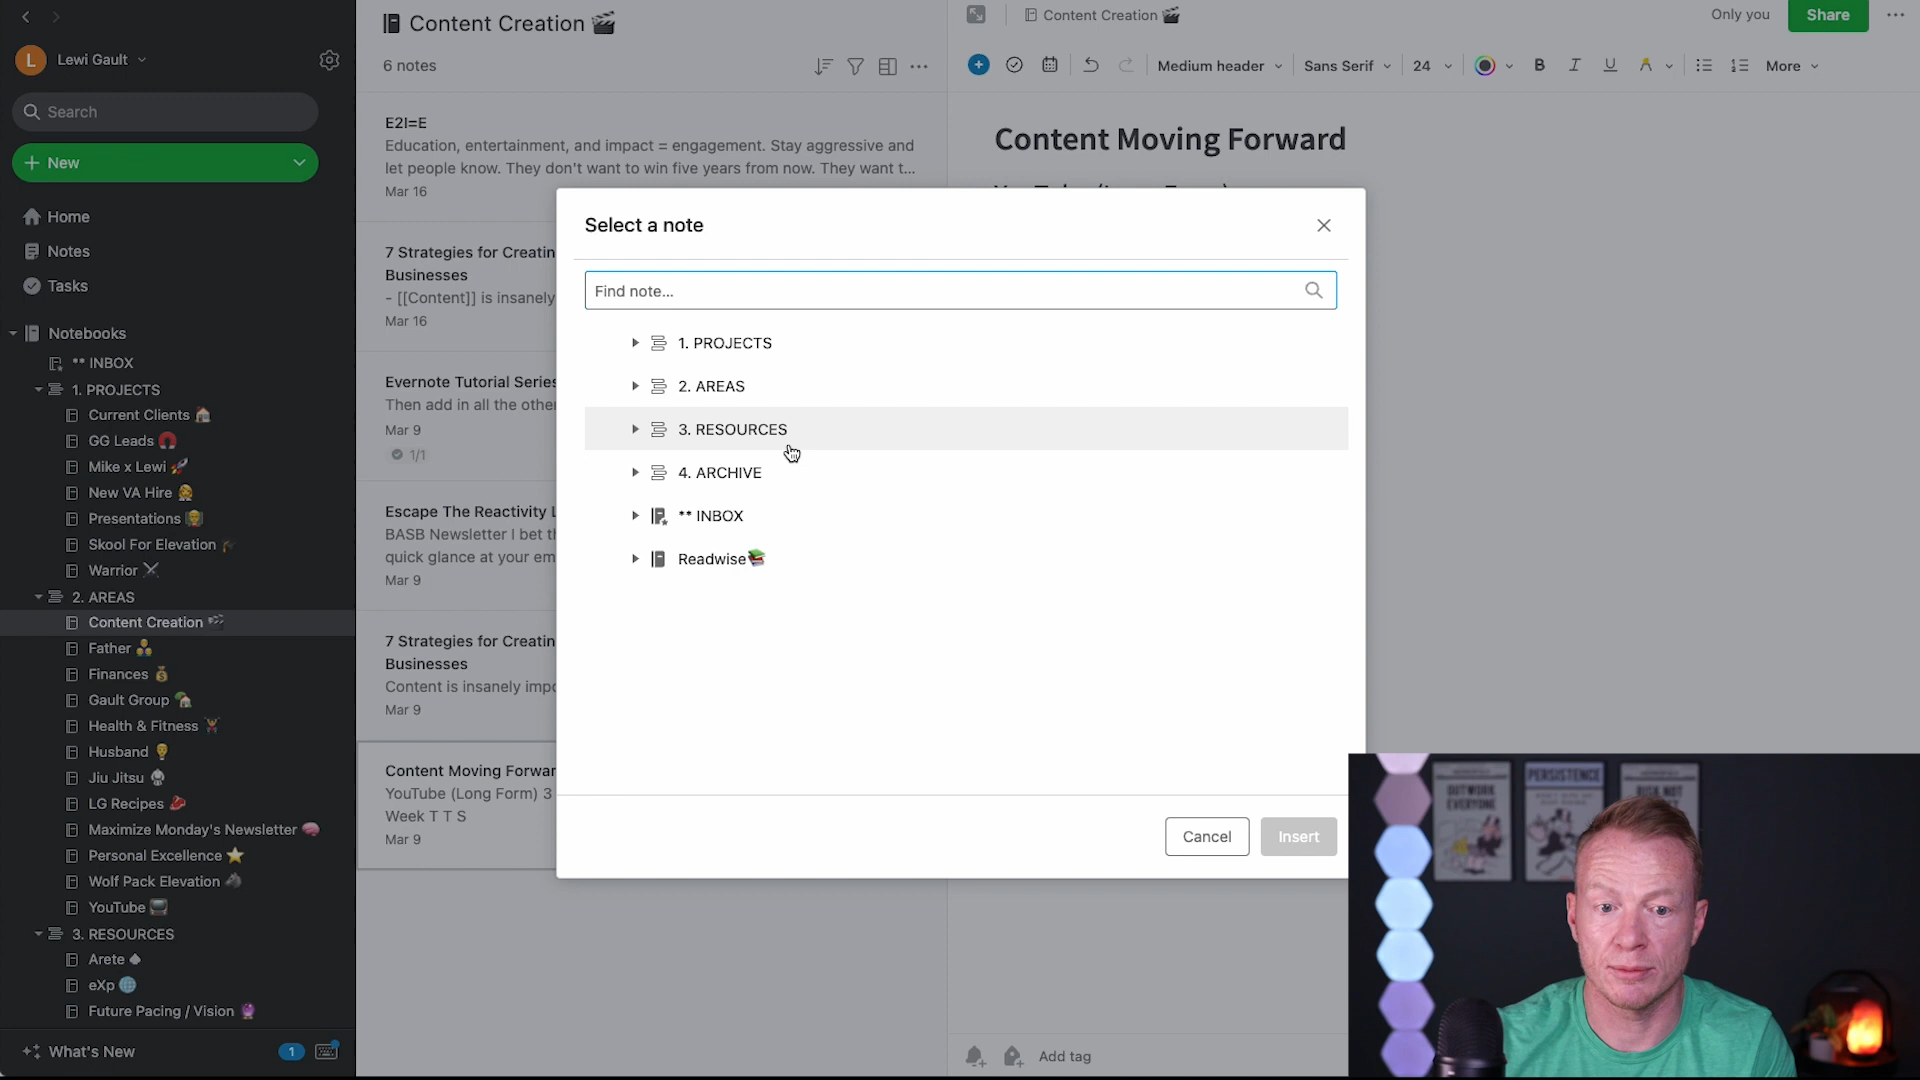 L
Lewi Gault
Search
New
Home
Notes
Tasks
Notebooks
** INBOX
1. PROJECTS
Current Clients
GG Leads
Mike x Lewi
New VA Hire
Presentations
Skool For Elevation
Warrior
2. AREAS
Content Creation
Father
Finances
Gault Group
Health & Fitness
Husband
Jiu Jitsu
LG Recipes
Maximize Monday's Newsletter
Personal Excellence
Wolf Pack Elevation
YouTube
3. RESOURCES
Arete
eXp
Future Pacing / Vision
What's New
1
Content Creation
6 notes
E2I=E
Education, entertainment, and impact = engagement. Stay aggressive and
let people know. They don't want to win five years from now. They want t...
Mar 16
7 Strategies for Creatin
Businesses
- [[Content]] is insanely
Mar 16
Evernote Tutorial Series
Then add in all the othe
Mar 9
1/1
Escape The Reactivity
BASB Newsletter I bet th
quick glance at your em
Mar 9
7 Strategies for Creatin
Businesses
Content is insanely impo
Mar 9
Content Moving Forwar
YouTube (Long Form) 3
Week T T S
Mar 9
Content Creation
Only you
Share
Medium header
Sans Serif
24
B
I
U
More
Content Moving Forward
Select a note
Find note...
1. PROJECTS
2. AREAS
3. RESOURCES
4. ARCHIVE
** INBOX
Readwise
Cancel
Insert
Add tag
OUTWORK
EVERYONE
PERSISTENCE
RISK NOT